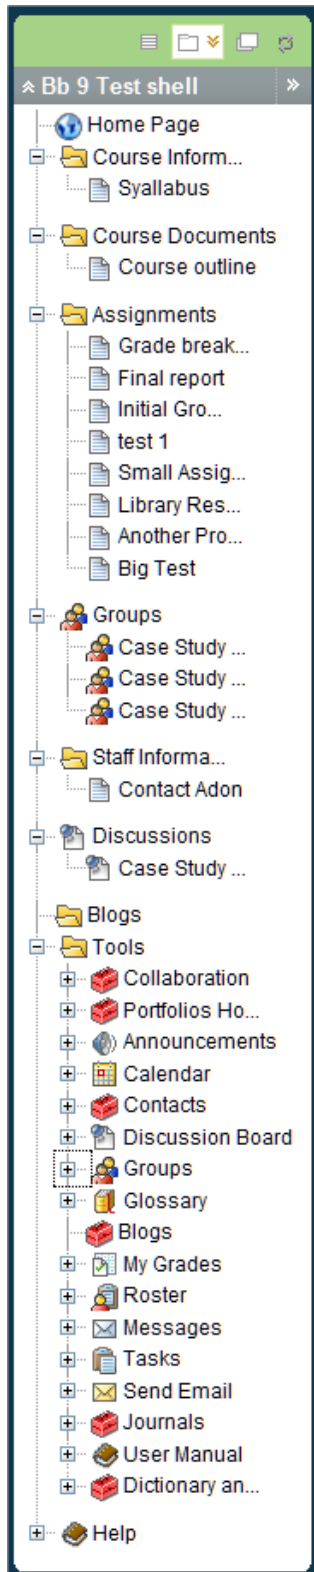 Bb 9 Test shell
Home Page
Course Inform...
Syallabus
Course Documents
Course outline
Assignments
Grade break...
Final report
Initial Gro...
test 1
Small Assig...
Library Res...
Another Pro...
Big Test
Groups
Case Study ...
Case Study ...
Case Study ...
Staff Informa...
Contact Adon
Discussions
Case Study ...
Blogs
Tools
Collaboration
Portfolios Ho...
Announcements
Calendar
Contacts
Discussion Board
Groups
Glossary
Blogs
My Grades
Roster
Messages
Tasks
Send Email
Journals
User Manual
Dictionary an...
Help